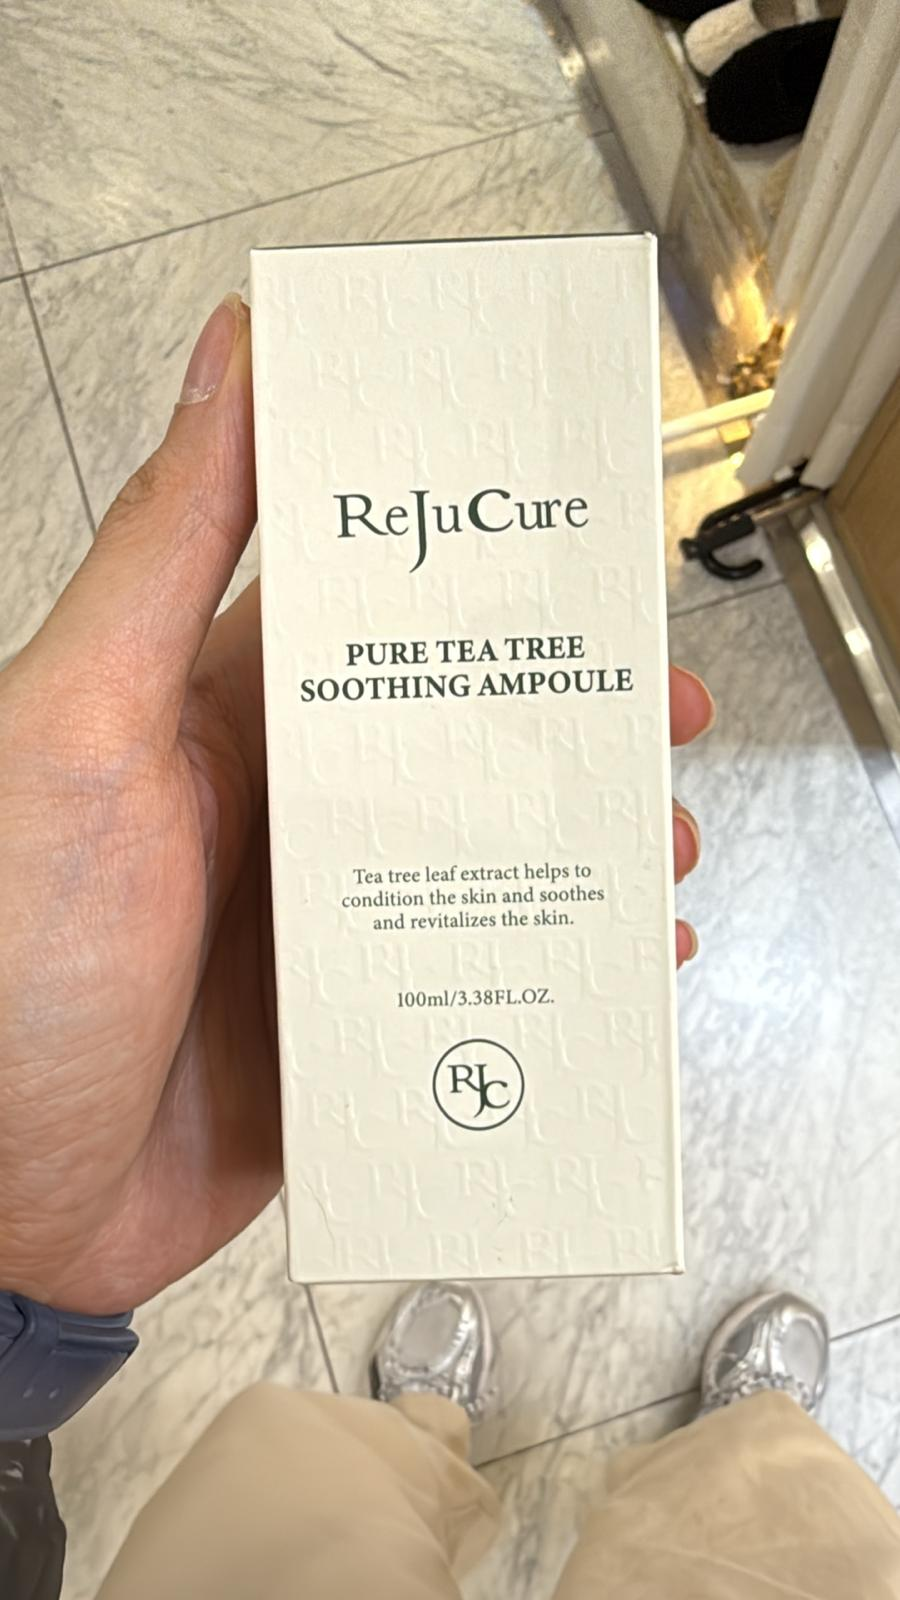 ReJuCure
PURE TEA TREE
SOOTHING AMPOULE
Tea tree leaf extract helps to
condition the skin and soothes
and revitalizes the skin.
100ml/3.38FL.OZ.
RJC